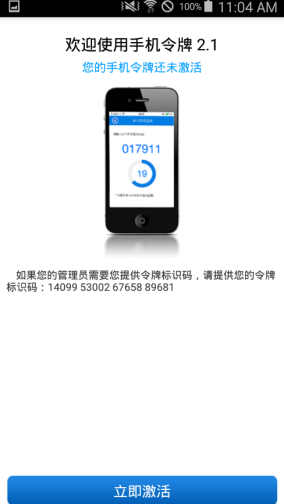 100% 11:04 AM
欢迎使用手机令牌 2.1
您的手机令牌还未激活
017911
19
如果您的管理员需要您提供令牌标识码，请提供您的令牌
标识码：14099 53002 67658 89681
立即激活